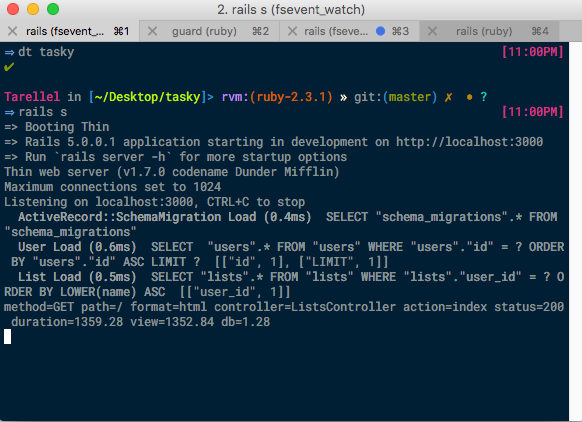 2. rails s (fsevent_watch)
rails (fsevent_... ⌘1 guard (ruby) ⌘2 rails (fseve... ⌘3 rails (ruby) ⌘4
⇒ dt tasky [11:00PM]
✔
Tarellel in [~/Desktop/tasky]> rvm:(ruby-2.3.1) » git:(master) ✗ • ?
⇒ rails s [11:00PM]
=> Booting Thin
=> Rails 5.0.0.1 application starting in development on http://localhost:3000
=> Run `rails server -h` for more startup options
Thin web server (v1.7.0 codename Dunder Mifflin)
Maximum connections set to 1024
Listening on localhost:3000, CTRL+C to stop
ActiveRecord::SchemaMigration Load (0.4ms)  SELECT "schema_migrations".* FROM
"schema_migrations"
User Load (0.6ms)  SELECT  "users".* FROM "users" WHERE "users"."id" = ? ORDER
BY "users"."id" ASC LIMIT ?  [["id", 1], ["LIMIT", 1]]
List Load (0.5ms)  SELECT "lists".* FROM "lists" WHERE "lists"."user_id" = ? O
RDER BY LOWER(name) ASC  [["user_id", 1]]
method=GET path=/ format=html controller=ListsController action=index status=200
duration=1359.28 view=1352.84 db=1.28